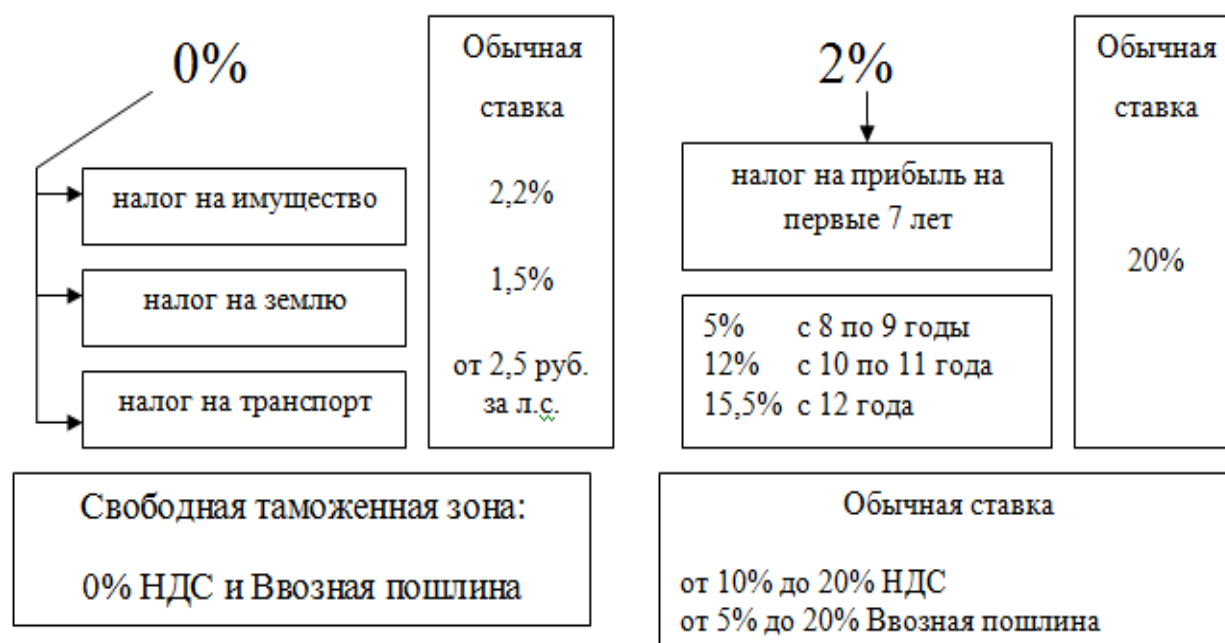 0%
Обычная
ставка
налог на имущество
2,2%
налог на землю
1,5%
налог на транспорт
от 2,5 руб.
за л.с.
2%
Обычная
ставка
налог на прибыль на
первые 7 лет
20%
5% с 8 по 9 годы
12% с 10 по 11 года
15,5% с 12 года
Свободная таможенная зона:
0% НДС и Ввозная пошлина
Обычная ставка
от 10% до 20% НДС
от 5% до 20% Ввозная пошлина